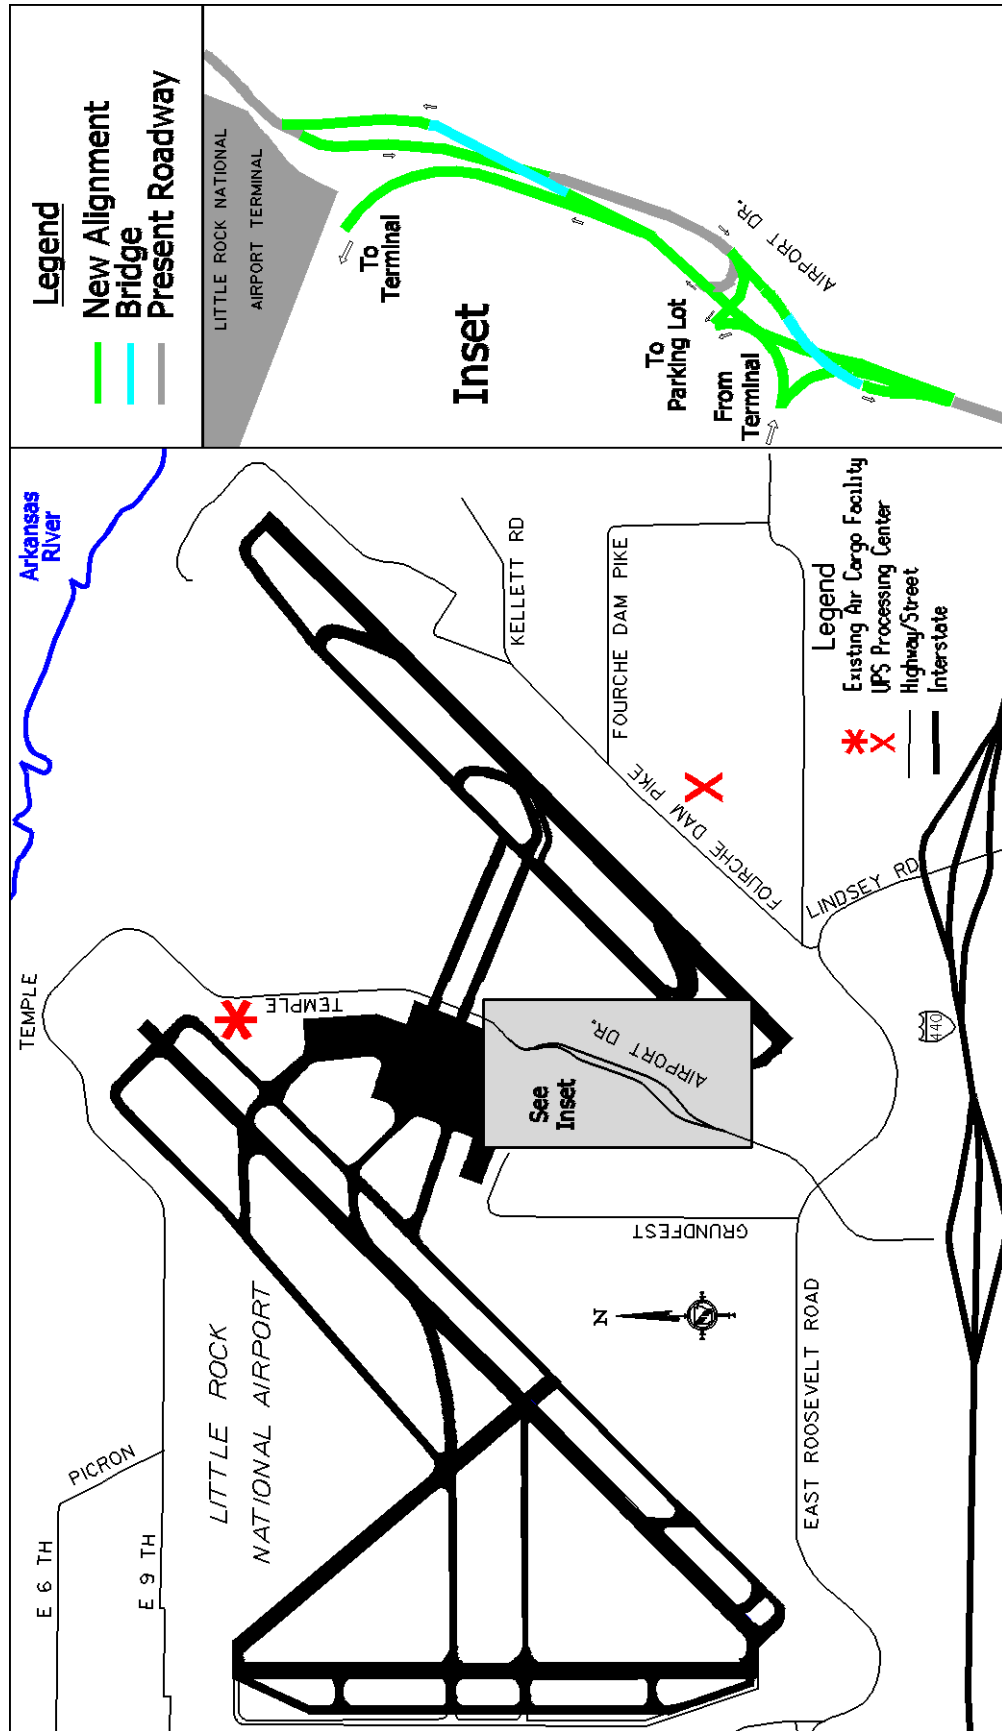 Legend
New Alignment
Bridge
Present Roadway
LITTLE ROCK NATIONAL
AIRPORT TERMINAL
To
Terminal
Inset
To
Parking Lot
From
Terminal
AIRPORT DR.
Arkansas
River
KELLETT RD
FOURCHE DAM PIKE
FOURCHE DAM PIKE
LINDSEY RD
Legend
Existing Air Cargo Facility
UPS Processing Center
Highway/Street
Interstate
TEMPLE
TEMPLE
AIRPORT DR.
See
Inset
440
GRUNDFEST
N
EAST ROOSEVELT ROAD
LITTLE ROCK
NATIONAL AIRPORT
PICRON
E 6 TH
E 9 TH